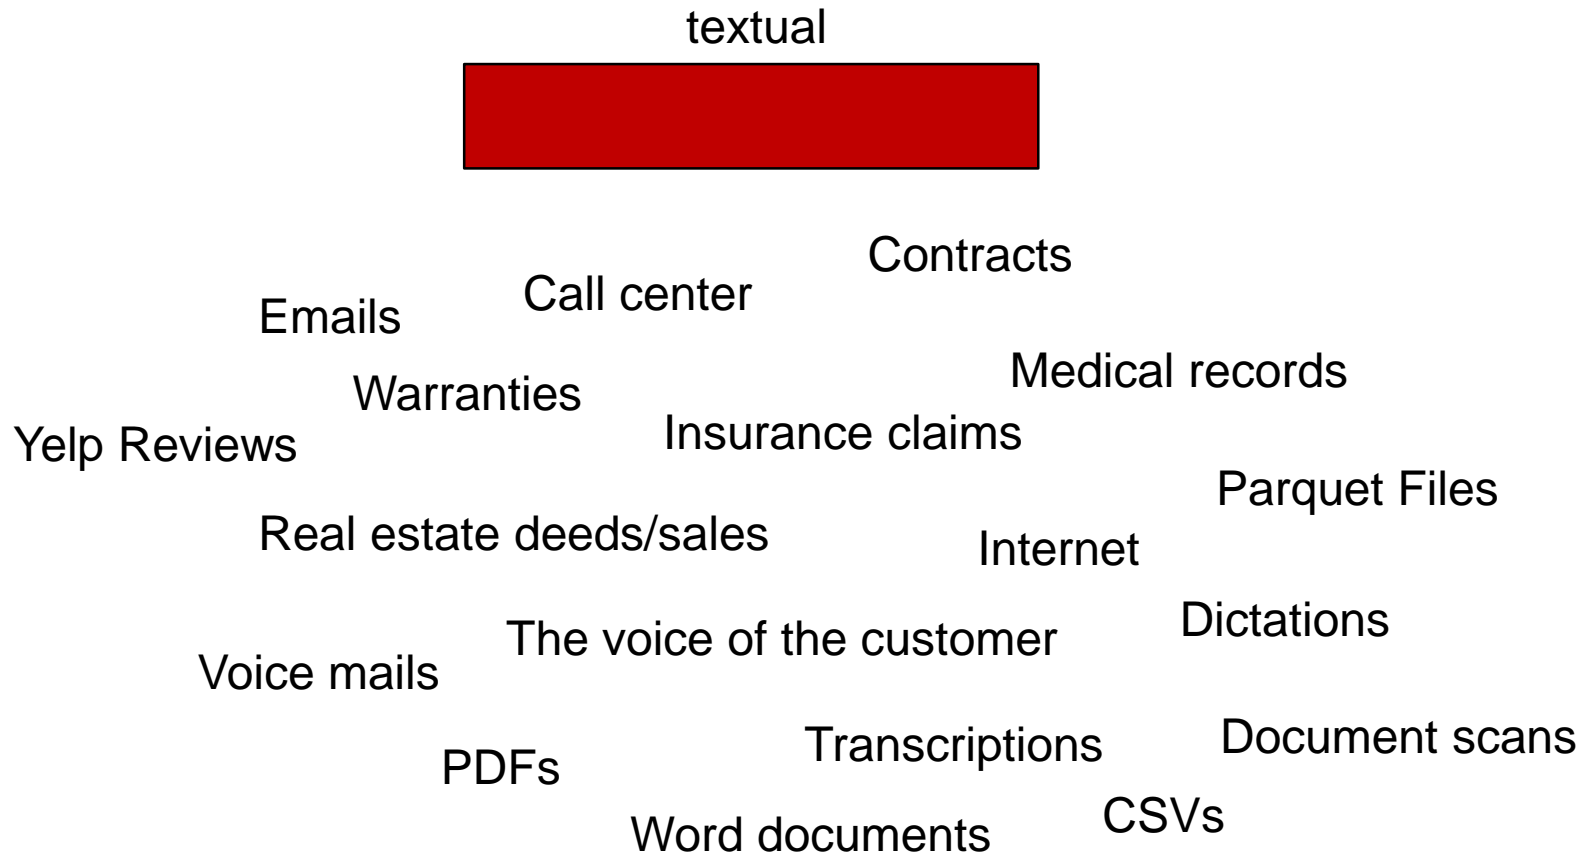 textual
Contracts
Call center
Emails
Medical records
Warranties
Insurance claims
Yelp Reviews
Parquet Files
Real estate deeds/sales
Internet
Dictations
The voice of the customer
Voice mails
Document scans
Transcriptions
PDFs
CSVs
Word documents